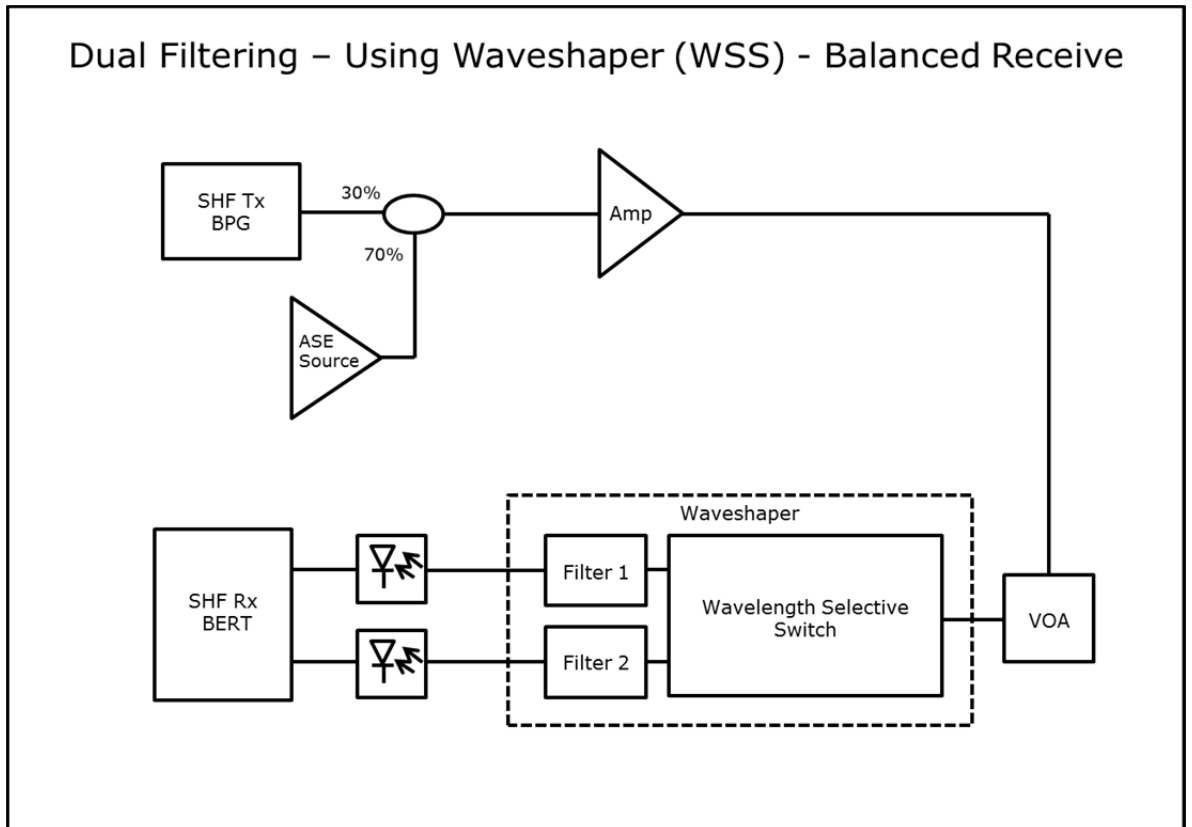 Dual Filtering – Using Waveshaper (WSS) - Balanced Receive
SHF Tx
BPG
30%
70%
Amp
ASE
Source
Waveshaper
SHF Rx
BERT
Filter 1
Filter 2
Wavelength Selective
Switch
VOA